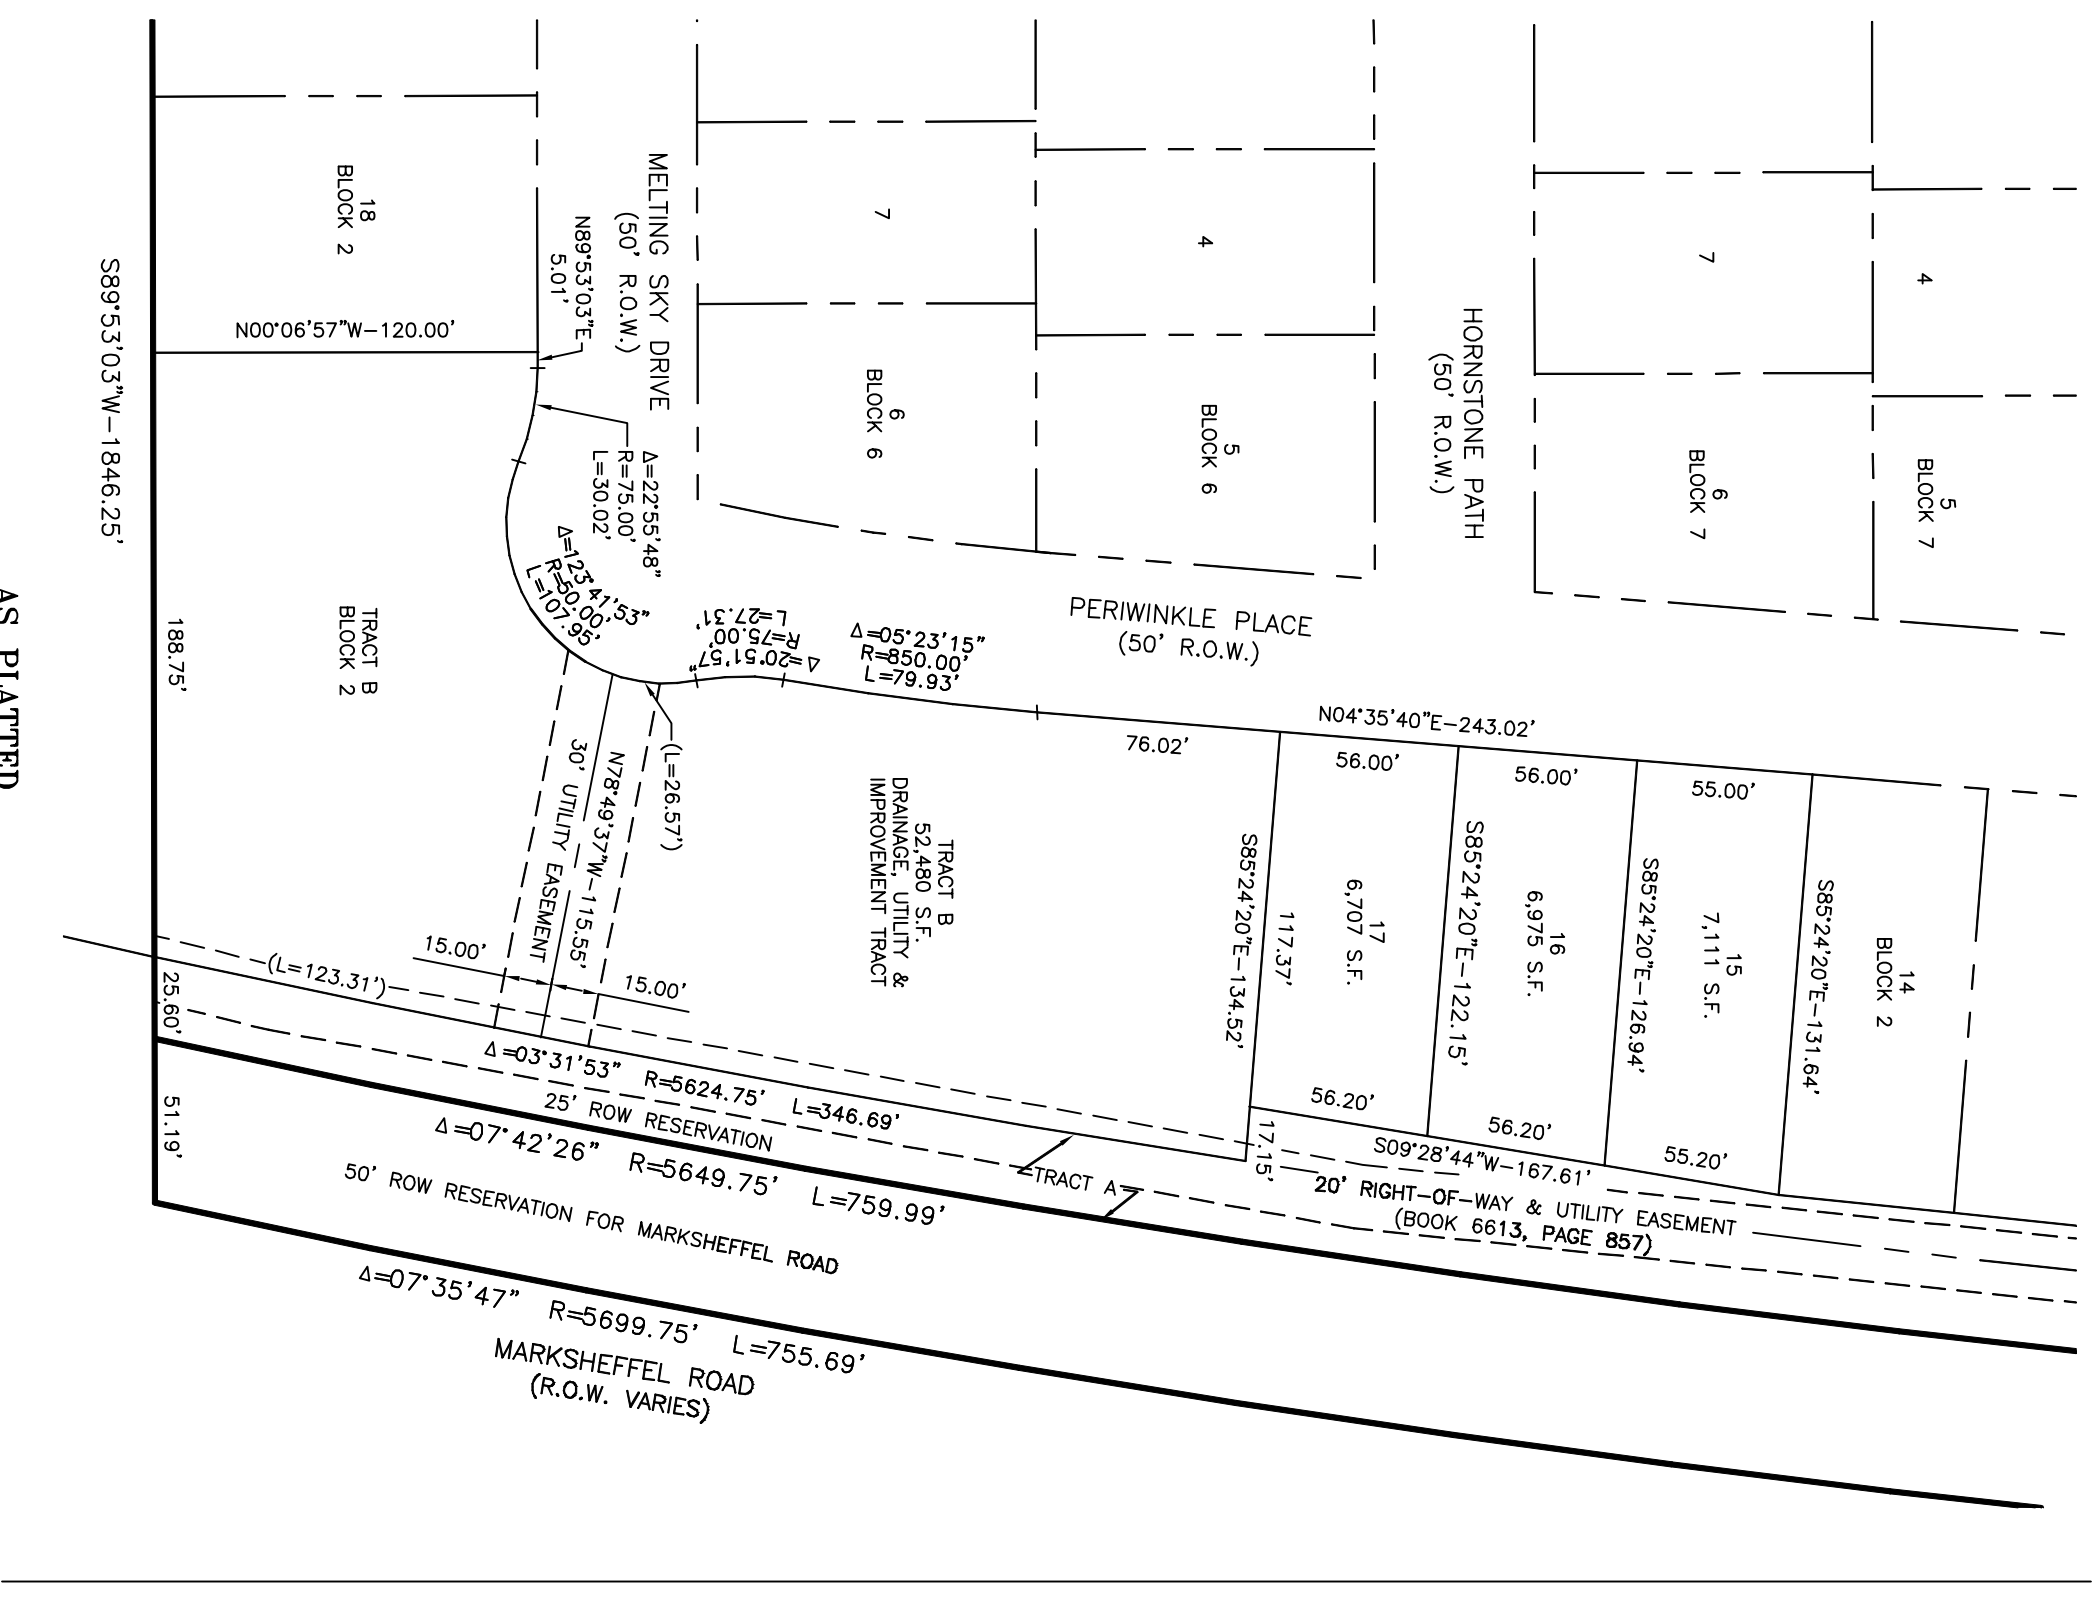 AS PLATTED
S89°53'03"W-1846.25'
18
BLOCK 2
N00°06'57"W-120.00'
N89°53'03"E
5.01'
MELTING SKY DRIVE
(50' R.O.W.)
Δ=22°55'48"
R=75.00'
L=30.02'
Δ=123°41'53"
R=50.00'
L=107.95'
Δ=20°51'57"
R=75.00'
L=27.31'
Δ=05°23'15"
R=850.00'
L=79.93'
7
6
BLOCK 6
4
5
BLOCK 6
HORNSTONE PATH
(50' R.O.W.)
7
6
BLOCK 7
4
5
BLOCK 7
PERIWINKLE PLACE
(50' R.O.W.)
N04°35'40"E-243.02'
76.02'
56.00'
56.00'
55.00'
188.75'
TRACT B
BLOCK 2
30' UTILITY EASEMENT
N78°49'37"W-115.55'
(L=26.57')
TRACT B
52,480 S.F.
DRAINAGE, UTILITY &
IMPROVEMENT TRACT
S85°24'20"E-134.52'
117.37'
17
6,707 S.F.
S85°24'20"E-122.15'
16
6,975 S.F.
S85°24'20"E-126.94'
15
7,111 S.F.
S85°24'20"E-131.64'
14
BLOCK 2
15.00'
15.00'
(L=123.31')
25.60'
51.19'
Δ=03°31'53" R=5624.75' L=346.69'
25' ROW RESERVATION
Δ=07°42'26" R=5649.75' L=759.99'
50' ROW RESERVATION FOR MARKSHEFFEL ROAD
Δ=07°35'47" R=5699.75' L=755.69'
MARKSHEFFEL ROAD
(R.O.W. VARIES)
TRACT A
17.15'
56.20'
56.20'
55.20'
S09°28'44"W-167.61'
20' RIGHT-OF-WAY & UTILITY EASEMENT
(BOOK 6613, PAGE 857)